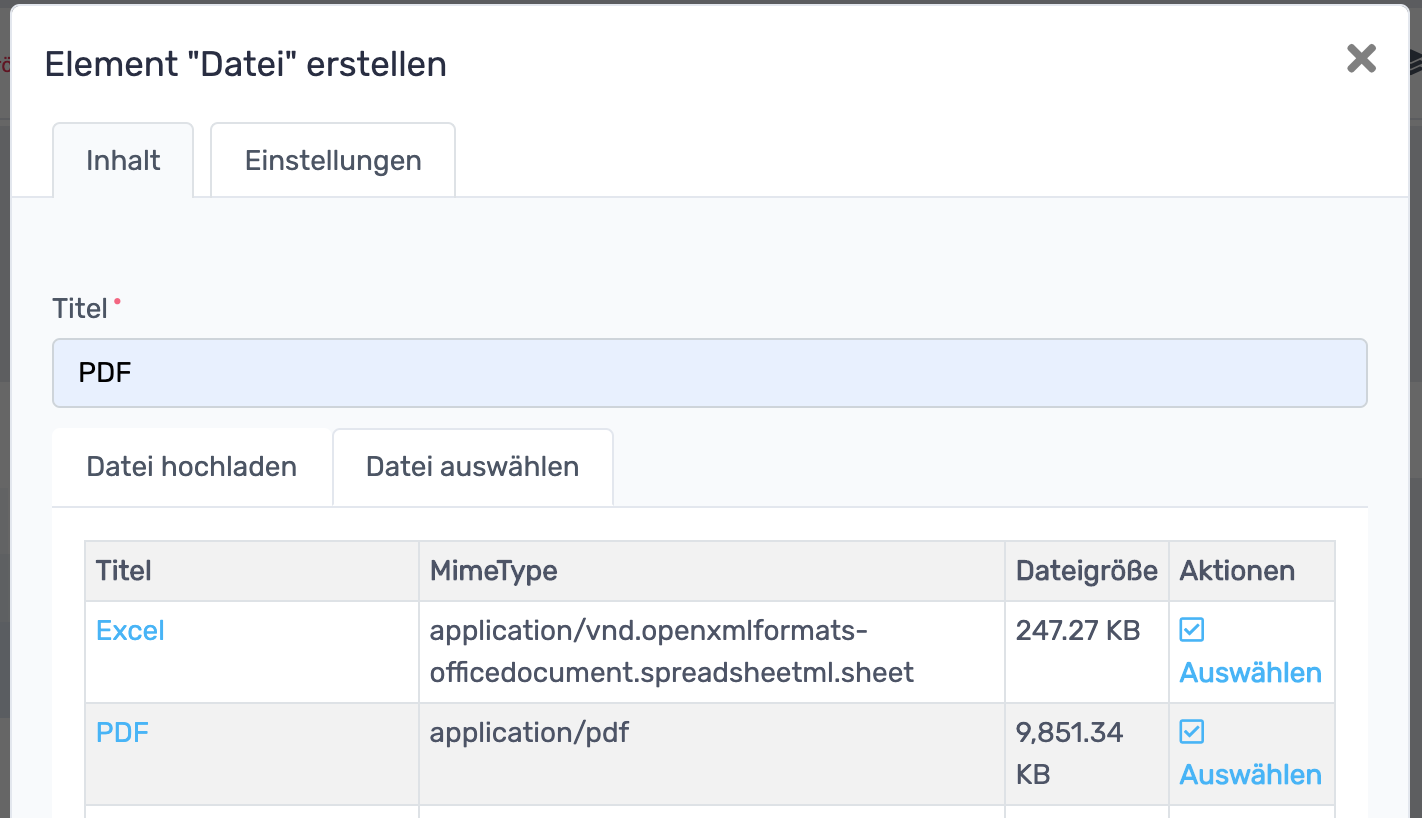 Element "Datei" erstellen
Inhalt
Einstellungen
Titel
PDF
Datei hochladen
Datei auswählen
Titel
MimeType
Dateigröße
Aktionen
Excel
application/vnd.openxmlformats-
officedocument.spreadsheetml.sheet
247.27 KB
Auswählen
PDF
application/pdf
9,851.34
KB
Auswählen